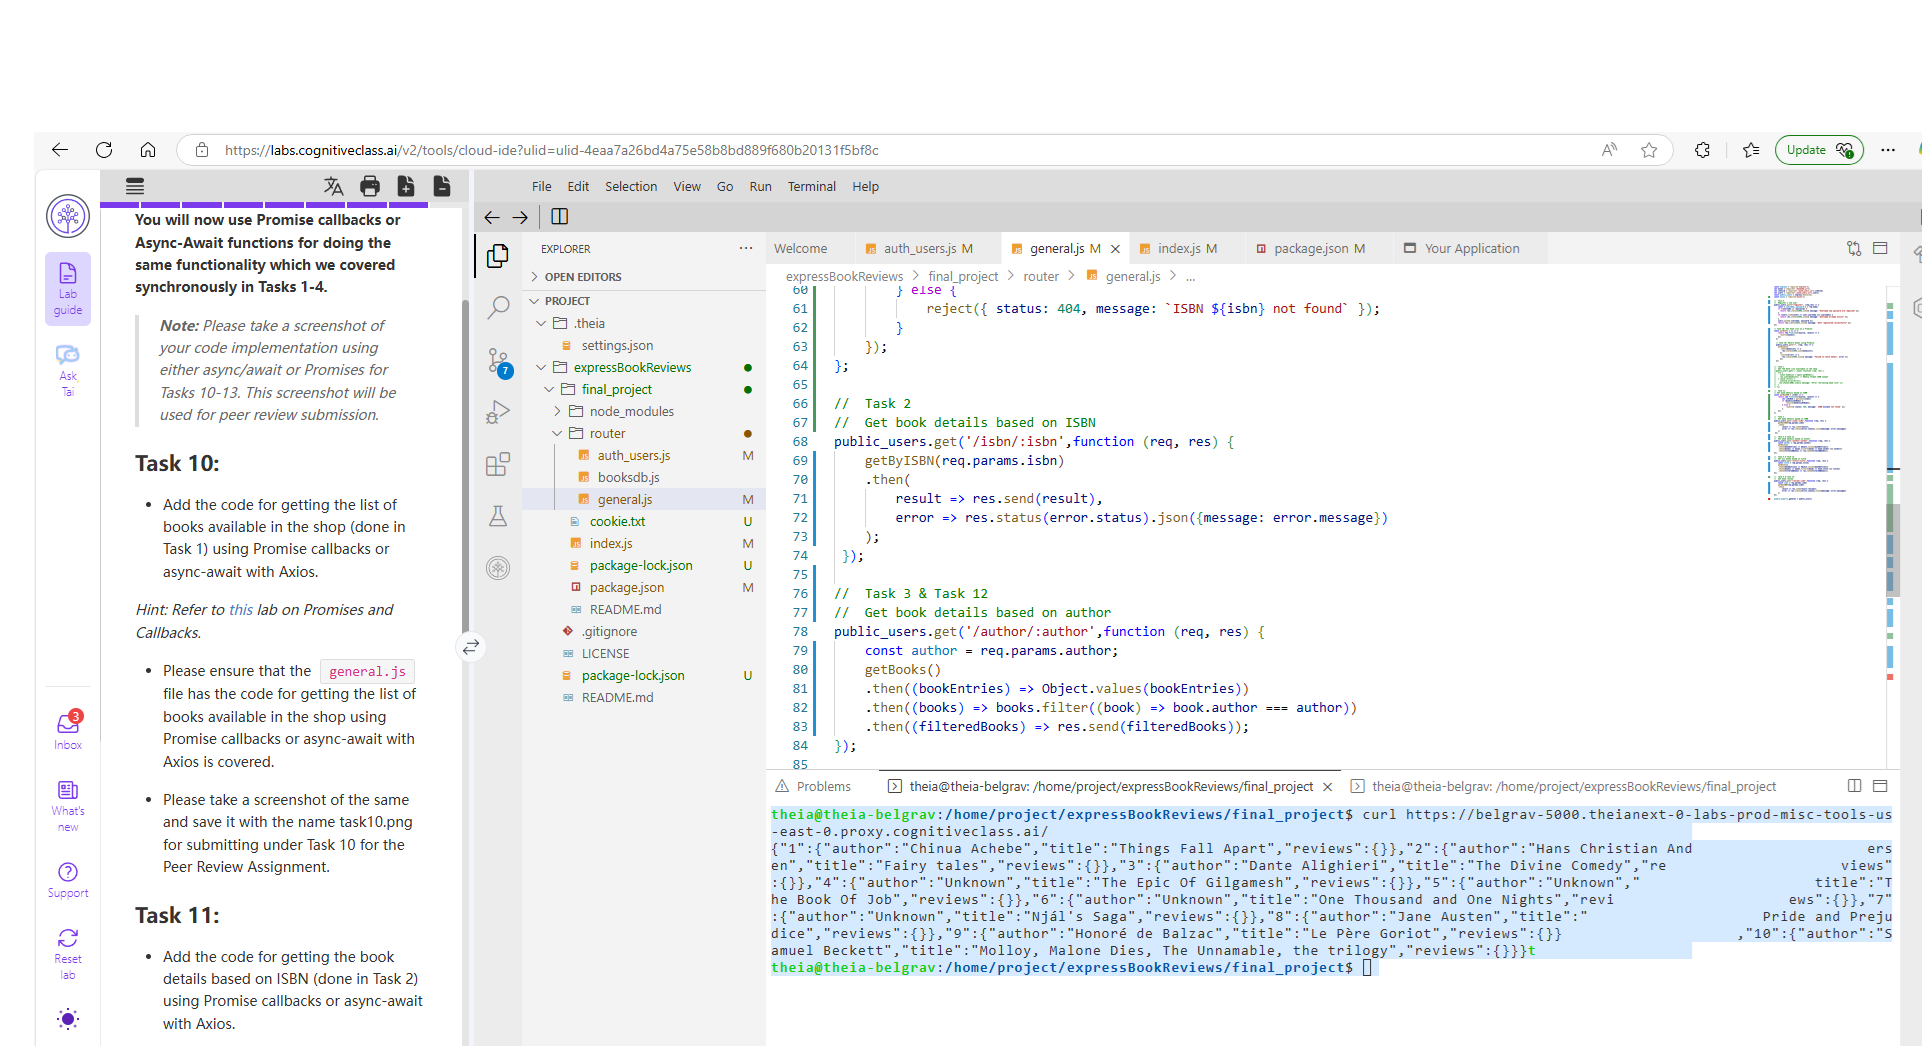 https://labs.cognitiveclass.ai/v2/tools/cloud-ide?ulid=ulid-4eaa7a26bd4a75e58b8bd889f680b20131f5bf8c
Update
Lab
guide
Ask
Tai
3
Inbox
What's
new
Support
Reset
lab
You will now use Promise callbacks or
Async-Await functions for doing the
same functionality which we covered
synchronously in Tasks 1-4.
Note: Please take a screenshot of
your code implementation using
either async/await or Promises for
Tasks 10-13. This screenshot will be
used for peer review submission.
Task 10:
• Add the code for getting the list of
books available in the shop (done in
Task 1) using Promise callbacks or
async-await with Axios.
Hint: Refer to this lab on Promises and
Callbacks.
• Please ensure that the general.js
file has the code for getting the list of
books available in the shop using
Promise callbacks or async-await with
Axios is covered.
• Please take a screenshot of the same
and save it with the name task10.png
for submitting under Task 10 for the
Peer Review Assignment.
Task 11:
• Add the code for getting the book
details based on ISBN (done in Task 2)
using Promise callbacks or async-await
with Axios.
File Edit Selection View Go Run Terminal Help
7
EXPLORER ...
OPEN EDITORS
PROJECT
.theia
settings.json
expressBookReviews
final_project
node_modules
router
auth_users.js M
booksdb.js
general.js M
cookie.txt U
index.js M
package-lock.json U
package.json M
README.md
.gitignore
LICENSE
package-lock.json U
README.md
Welcome auth_users.js M general.js M index.js M package.json M Your Application
expressBookReviews > final_project > router > general.js > ...
60 } else {
61 reject({ status: 404, message: `ISBN ${isbn} not found` });
62 }
63 });
64 };
65
66 // Task 2
67 // Get book details based on ISBN
68 public_users.get('/isbn/:isbn',function (req, res) {
69 getByISBN(req.params.isbn)
70 .then(
71 result => res.send(result),
72 error => res.status(error.status).json({message: error.message})
73 );
74 });
75
76 // Task 3 & Task 12
77 // Get book details based on author
78 public_users.get('/author/:author',function (req, res) {
79 const author = req.params.author;
80 getBooks()
81 .then((bookEntries) => Object.values(bookEntries))
82 .then((books) => books.filter((book) => book.author === author))
83 .then((filteredBooks) => res.send(filteredBooks));
84 });
85
Problems theia@theia-belgrav: /home/project/expressBookReviews/final_project theia@theia-belgrav: /home/project/expressBookReviews/final_project
theia@theia-belgrav:/home/project/expressBookReviews/final_project$ curl https://belgrav-5000.theianext-0-labs-prod-misc-tools-us
-east-0.proxy.cognitiveclass.ai/
{"1":{"author":"Chinua Achebe","title":"Things Fall Apart","reviews":{}},"2":{"author":"Hans Christian And ers
en","title":"Fairy tales","reviews":{}},"3":{"author":"Dante Alighieri","title":"The Divine Comedy","re views"
:{}},"4":{"author":"Unknown","title":"The Epic Of Gilgamesh","reviews":{}},"5":{"author":"Unknown"," title":"T
he Book Of Job","reviews":{}},"6":{"author":"Unknown","title":"One Thousand and One Nights","revi ews":{}},"7"
:{"author":"Unknown","title":"Njál's Saga","reviews":{}},"8":{"author":"Jane Austen","title":" Pride and Preju
dice","reviews":{}},"9":{"author":"Honoré de Balzac","title":"Le Père Goriot","reviews":{}} ,"10":{"author":"S
amuel Beckett","title":"Molloy, Malone Dies, The Unnamable, the trilogy","reviews":{}}}t
theia@theia-belgrav:/home/project/expressBookReviews/final_project$